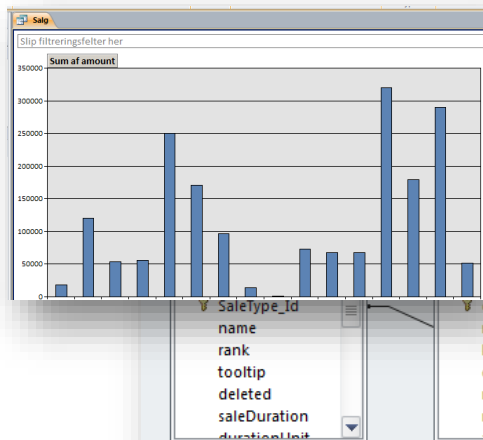 Salg
Slip filtreringsfelter her
Sum af amount
350000
300000
250000
200000
150000
100000
50000
0
SaleType_Id
name
rank
tooltip
deleted
saleDuration
durationUnit